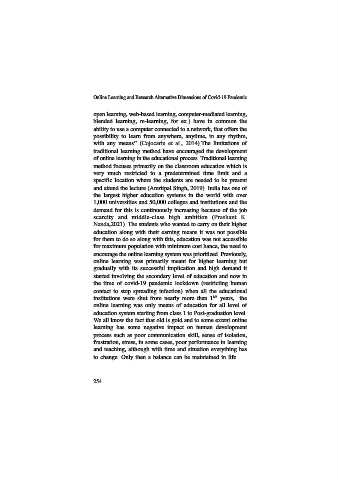 Online Learning and Research Alternative Dimensions of Covid-19 Pandemic
open learning, web-based learning, computer-mediated learning,
blended learning, m-learning, for ex.) have in common the
ability to use a computer connected to a network, that offers the
possibility to learn from anywhere, anytime, in any rhythm,
with any means" (Cojocariu et al., 2014).The limitations of
traditional learning method have encouraged the development
of online learning in the educational process. Traditional learning
method focuses primarily on the classroom education which is
very much restricted to a predetermined time limit and a
specific location where the students are needed to be present
and attend the lecture (Amritpal Singh, 2019). India has one of
the largest higher education systems in the world with over
1,000 universities and 50,000 colleges and institutions and the
demand for this is continuously increasing because of the job
scarcity and middle-class high ambition (Prashant K
Nanda,2021). The students who wanted to carry on their higher
education along with their earning means it was not possible
for them to do so along with this, education was not accessible
for maximum population with minimum cost hence, the need to
encourage the online learning system was prioritized. Previously,
online learning was primarily meant for higher learning but
gradually with its successful implication and high demand it
started involving the secondary level of education and now in
the time of covid-19 pandemic lockdown (restricting human
contact to stop spreading infection) when all the educational
institutions were shut from nearly more than 1st years, the
online learning was only means of education for all level of
education system starting from class 1 to Post-graduation level.
We all know the fact that old is gold and to some extent online
learning has some negative impact on human development
process such as poor communication skill, sense of isolation,
frustration, stress, in some cases, poor performance in learning
and teaching, although with time and situation everything has
to change. Only then a balance can be maintained in life.
254